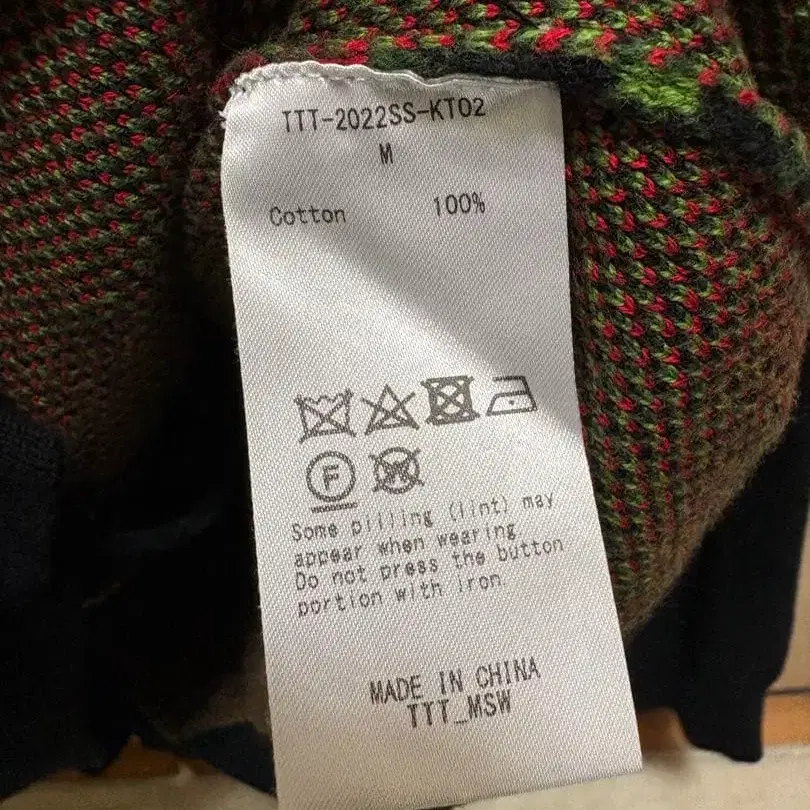 TTT-2022SS-KT02
M
Cotton 100%
F
W
Some pilling (lint) may
appear when wearing.
Do not press the button
portion with iron.
MADE IN CHINA
TTT_MSW